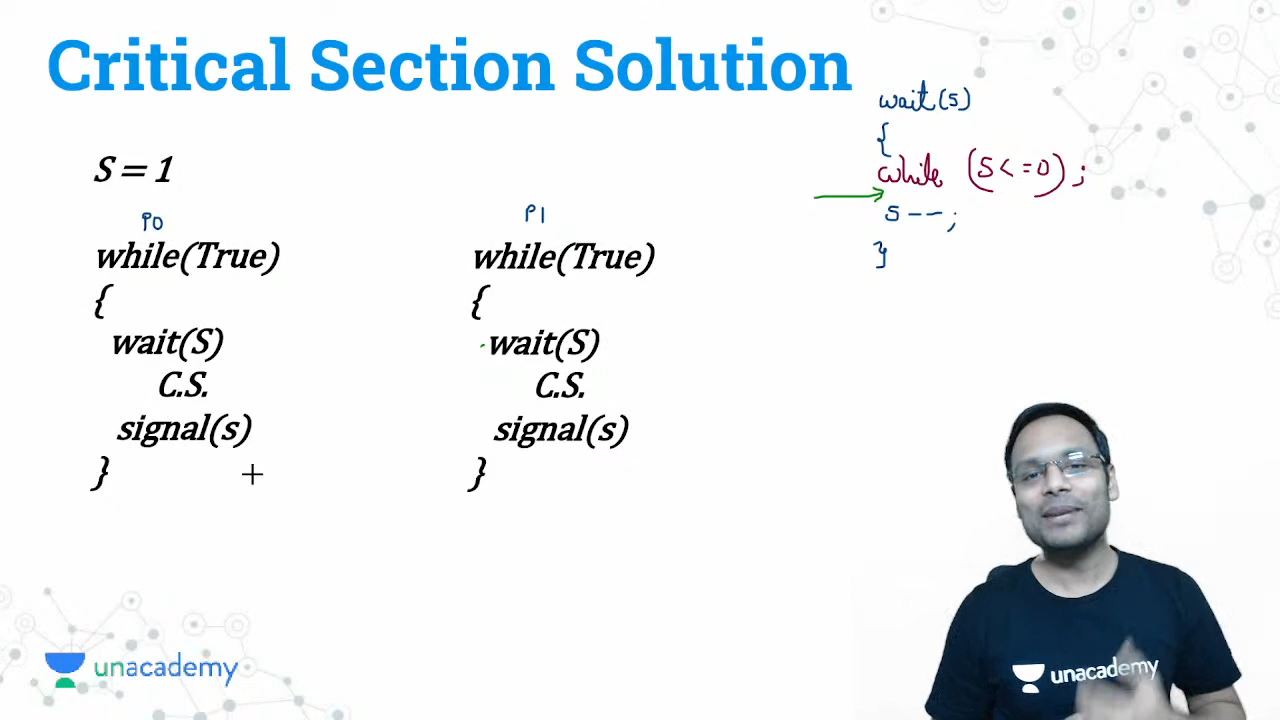 Critical Section Solution
S = 1
P0
while(True)
{
wait(S)
C.S.
signal(s)
}
P1
while(True)
{
wait(S)
C.S.
signal(s)
}
wait(s)
{
while (S<=0);
s--;
}
unacademy
unacademy